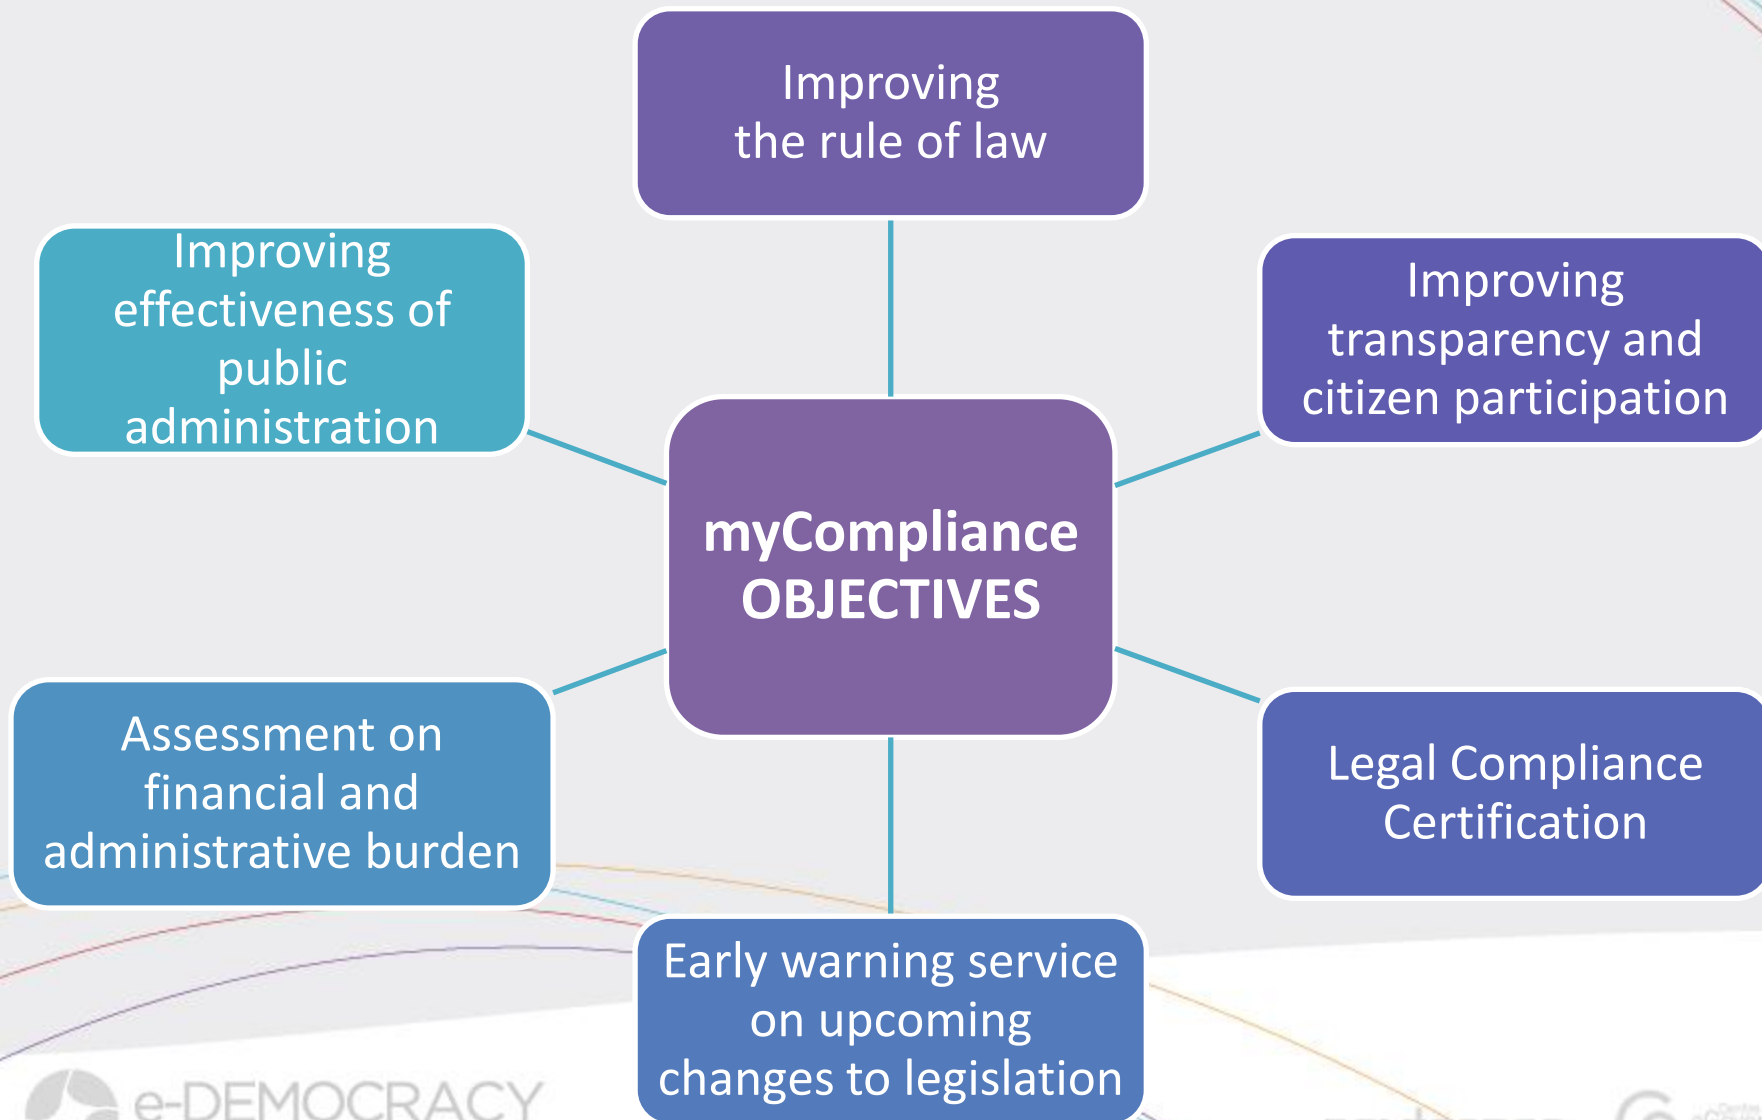 Improving
the rule of law
Improving
effectiveness of
public
administration
Improving
transparency and
citizen participation
myCompliance
OBJECTIVES
Assessment on
financial and
administrative burden
Legal Compliance
Certification
Early warning service
on upcoming
changes to legislation
e-DEMOCRACY